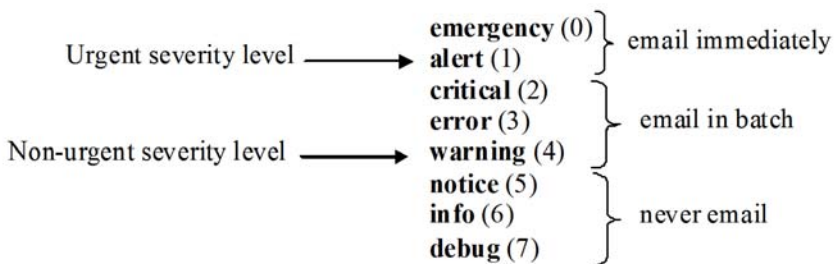 emergency (0)
email immediately
Urgent severity level
alert (1)
critical (2)
error (3)
email in batch
Non-urgent severity level
warning (4)
notice (5)
info (6)
never email
debug (7)